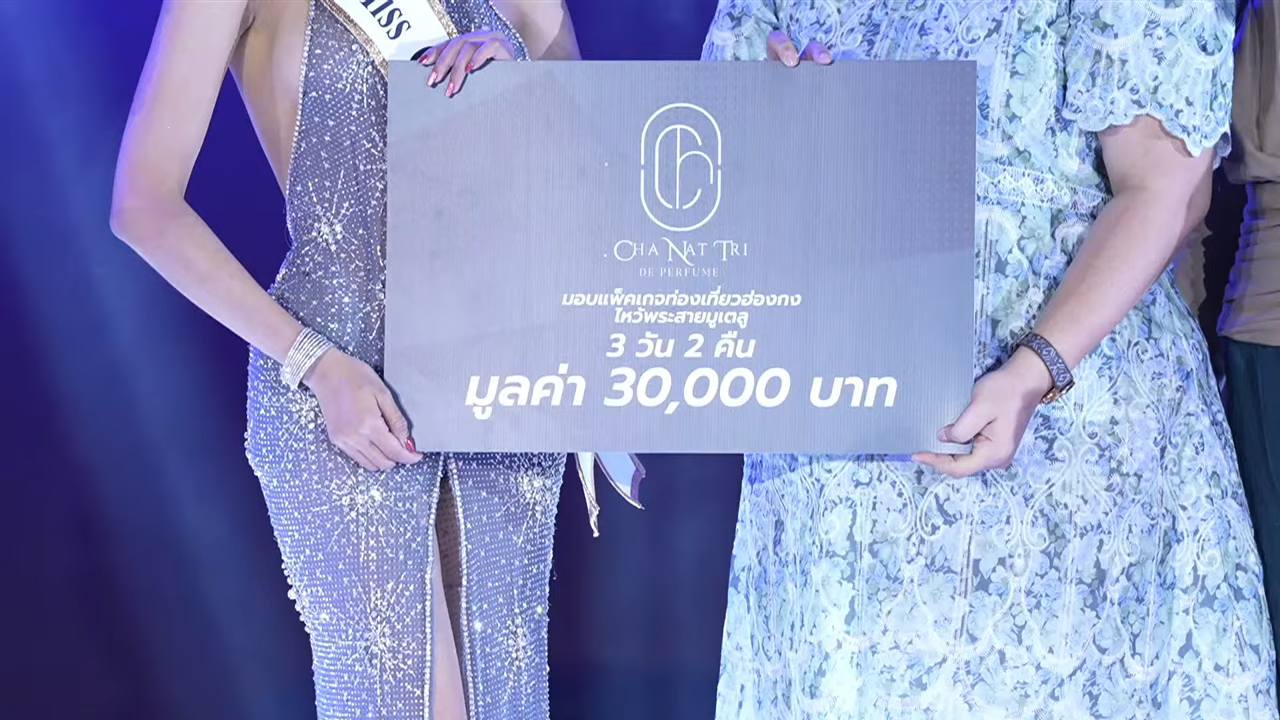 MISS
CHA NAT TRI
DE PERFUME
มอบแพ็คเกจท่องเที่ยวฮ่องกง
ไหว้พระสายมูเตลู
3 วัน 2 คืน
มูลค่า 30,000 บาท